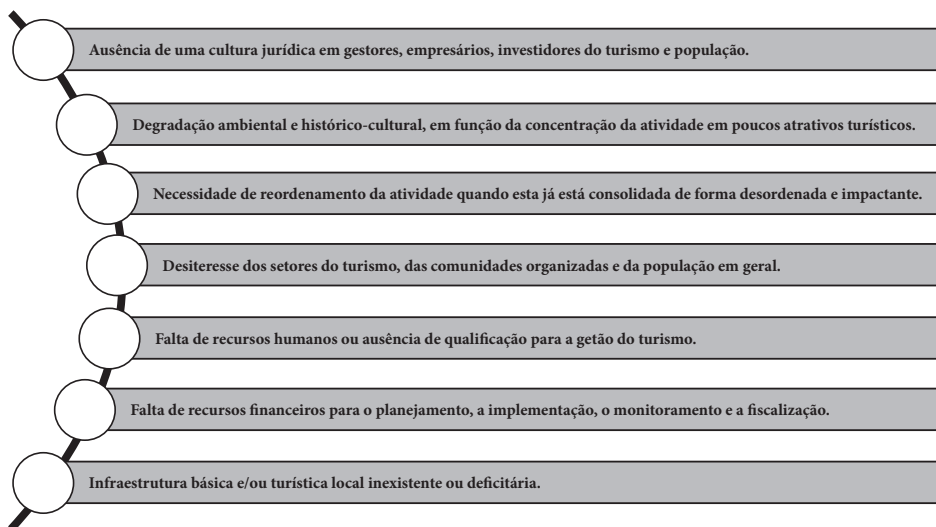 Ausência de uma cultura jurídica em gestores, empresários, investidores do turismo e população.
Degradação ambiental e histórico-cultural, em função da concentração da atividade em poucos atrativos turísticos.
Necessidade de reordenamento da atividade quando esta já está consolidada de forma desordenada e impactante.
Desiteresse dos setores do turismo, das comunidades organizadas e da população em geral.
Falta de recursos humanos ou ausência de qualificação para a getão do turismo.
Falta de recursos financeiros para o planejamento, a implementação, o monitoramento e a fiscalização.
Infraestrutura básica e/ou turística local inexistente ou deficitária.